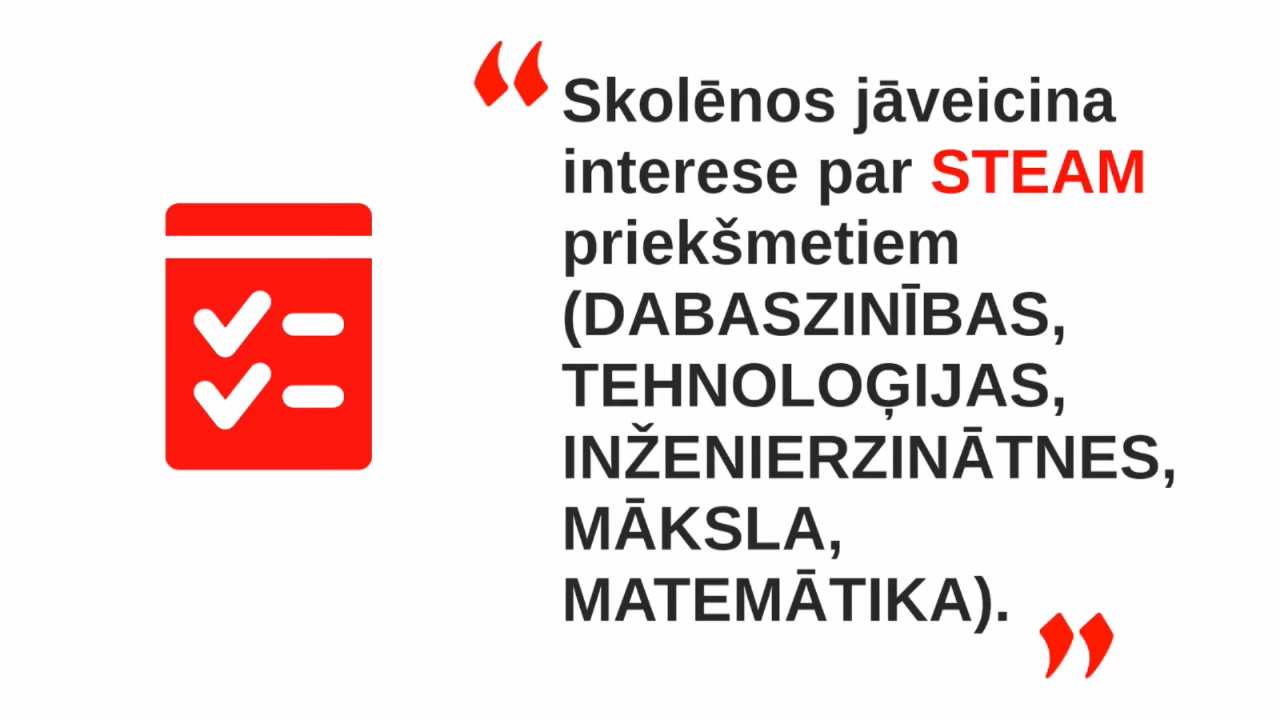 Skolēnos jāveicina
interese par STEAM
priekšmetiem
(DABASZINĪBAS,
TEHNOLOĢIJAS,
INŽENIERZINĀTNES,
MĀKSLA,
MATEMĀTIKA).